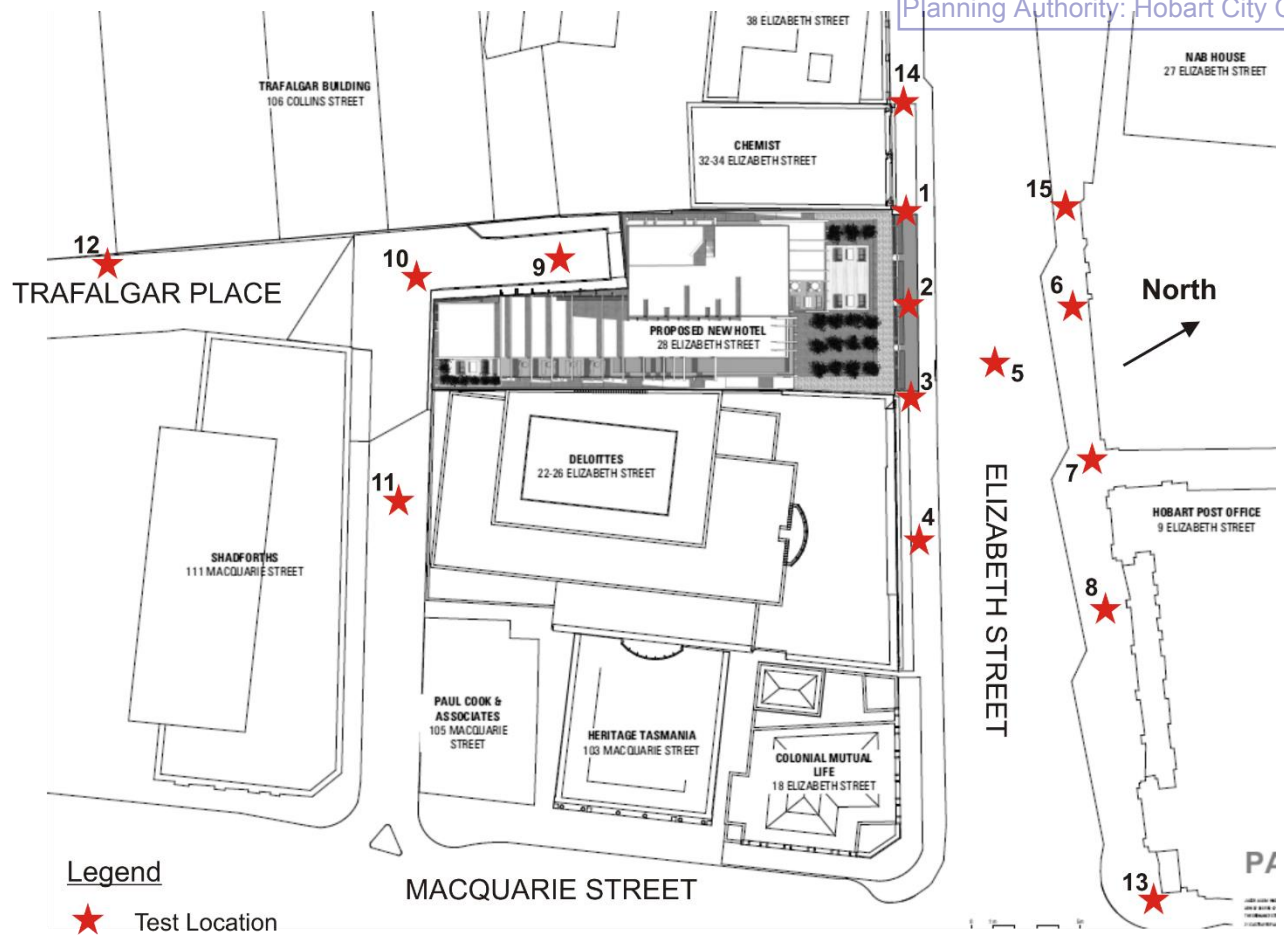 Planning Authority: Hobart City
38 ELIZABETH STREET
NAB HOUSE
27 ELIZABETH STREET
TRAFALGAR BUILDING
106 COLLINS STREET
14
CHEMIST
32-34 ELIZABETH STREET
1
15
12
10
9
TRAFALGAR PLACE
2
6
North
PROPOSED NEW HOTEL
28 ELIZABETH STREET
5
3
DELOITTES
22-26 ELIZABETH STREET
7
11
ELIZABETH STREET
4
HOBART POST OFFICE
9 ELIZABETH STREET
SHADFORTHS
111 MACQUARIE STREET
8
PAUL COOK &
ASSOCIATES
105 MACQUARIE
STREET
HERITAGE TASMANIA
103 MACQUARIE STREET
COLONIAL MUTUAL
LIFE
18 ELIZABETH STREET
13
Legend
MACQUARIE STREET
Test Location